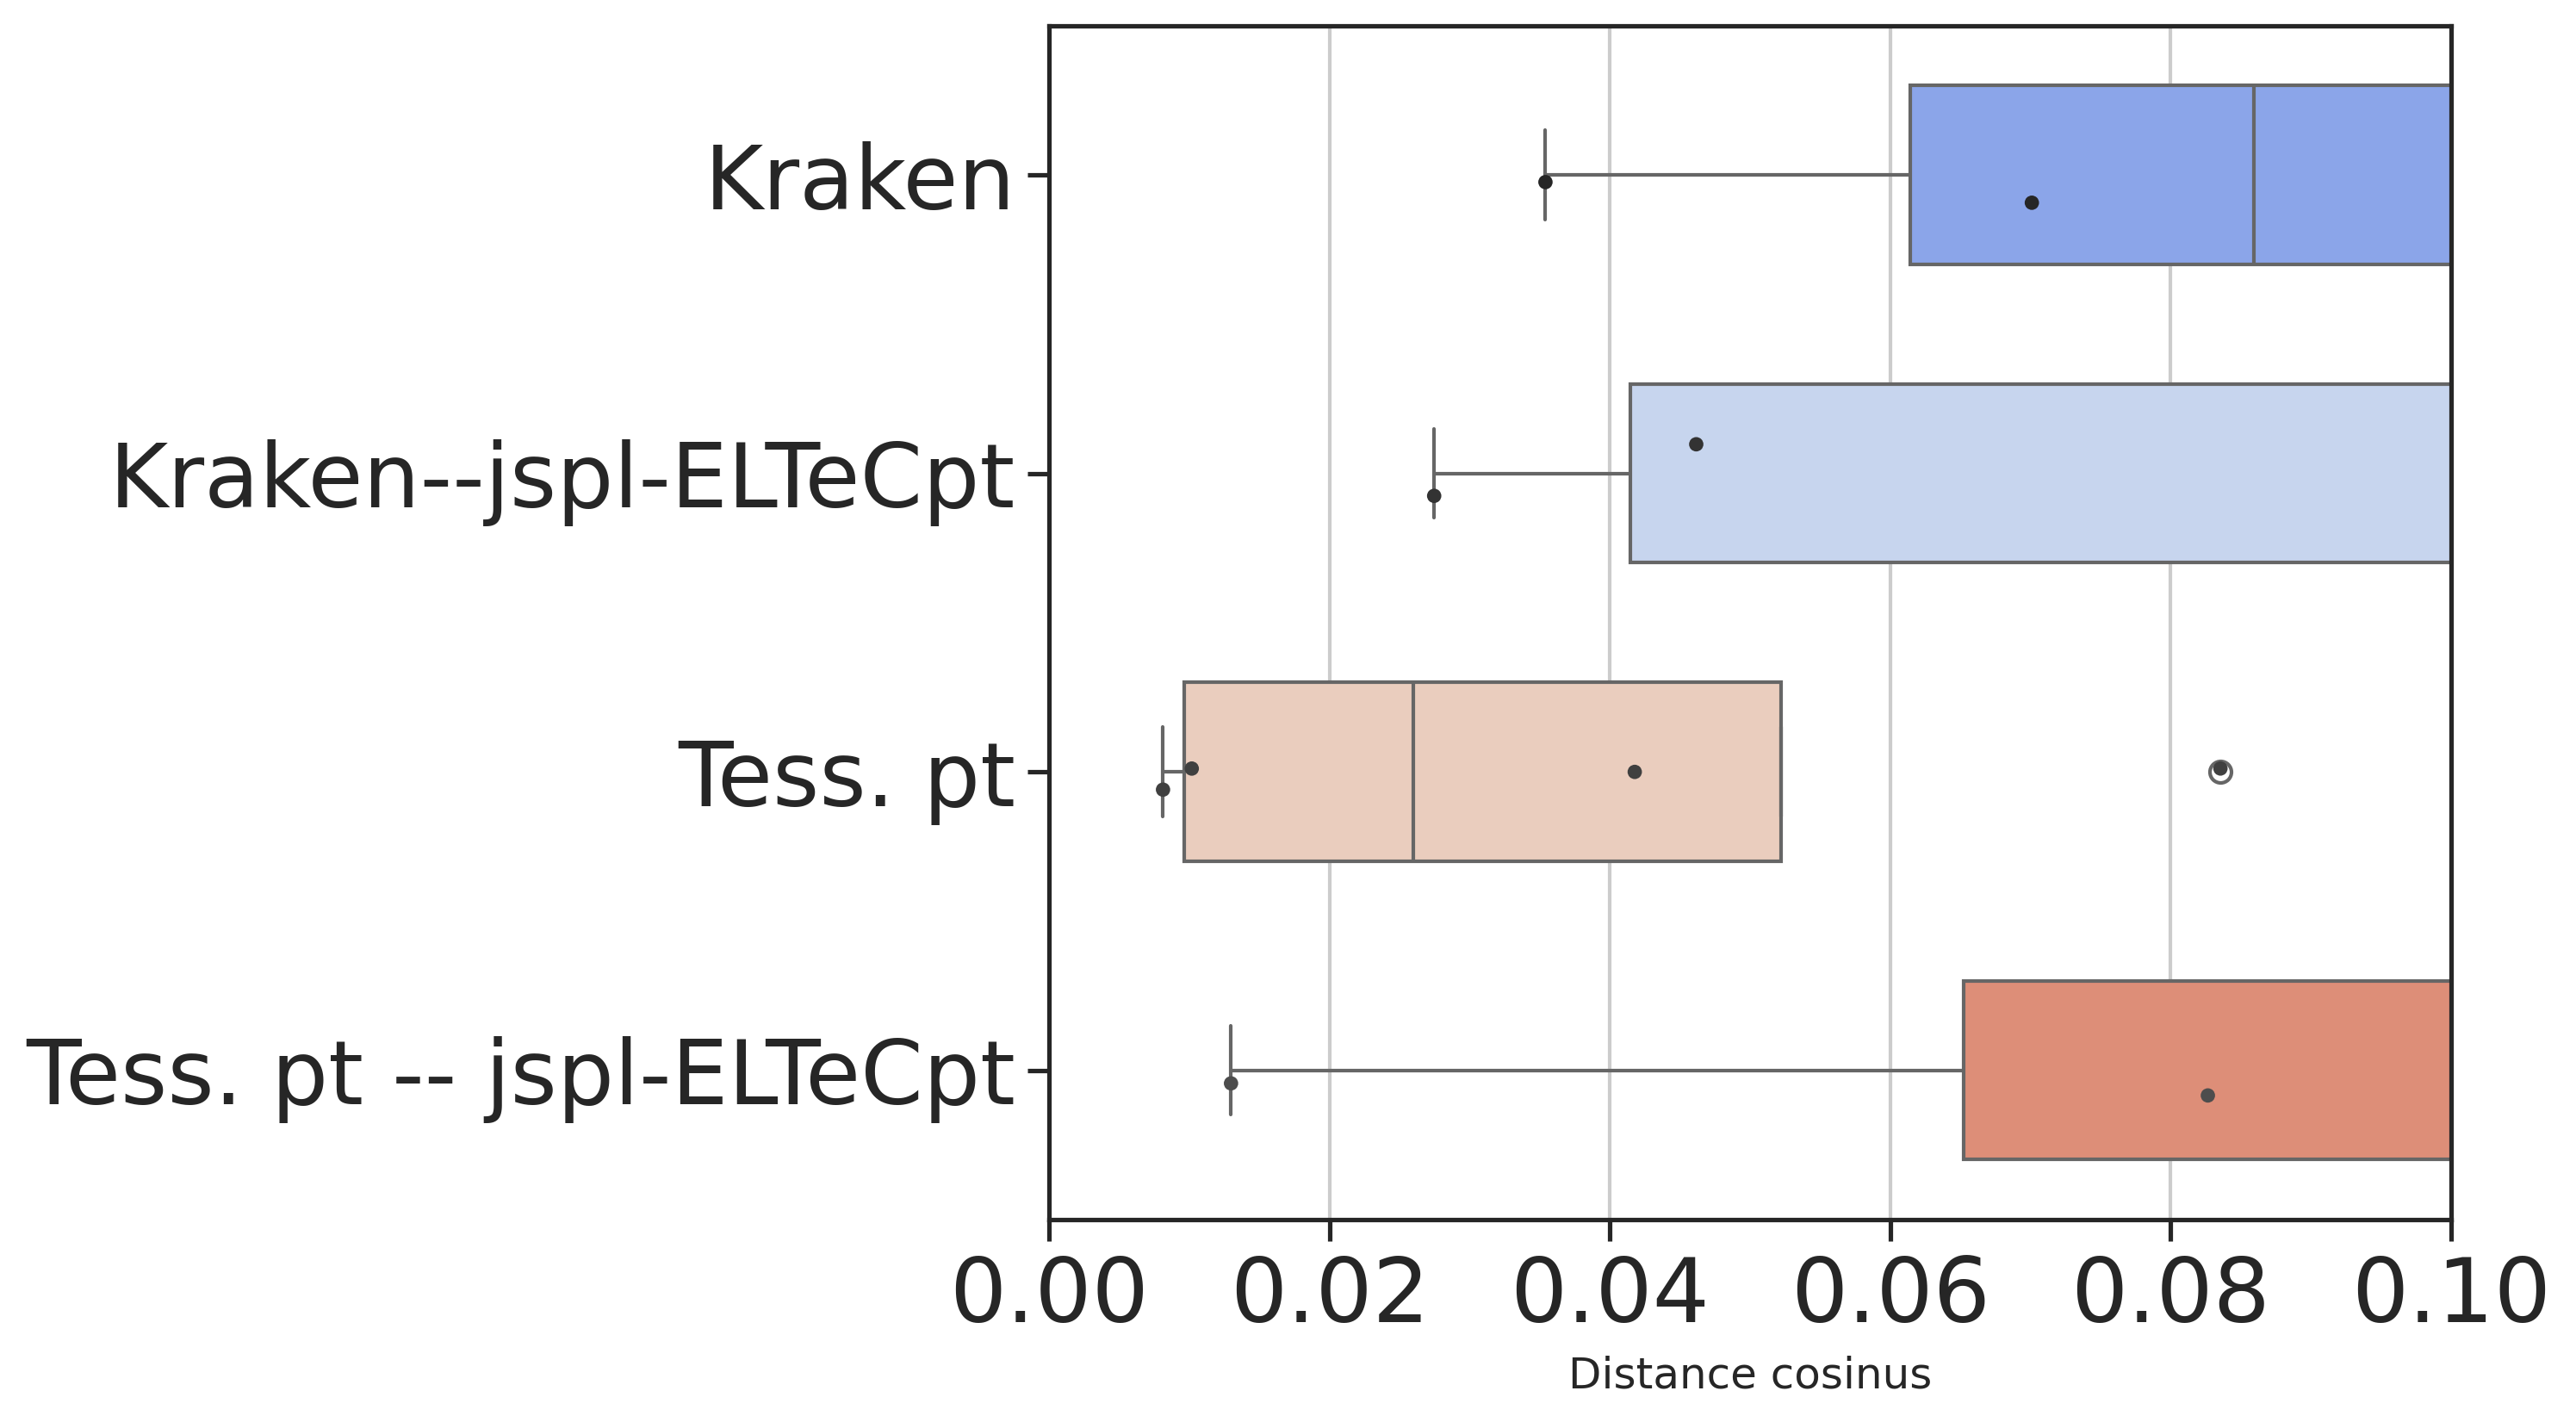 Kraken
Kraken--jspl-ELTeCpt
Tess. pt
Tess. pt -- jspl-ELTeCpt
0.00 0.02 0.04 0.06 0.08 0.10
Distance cosinus